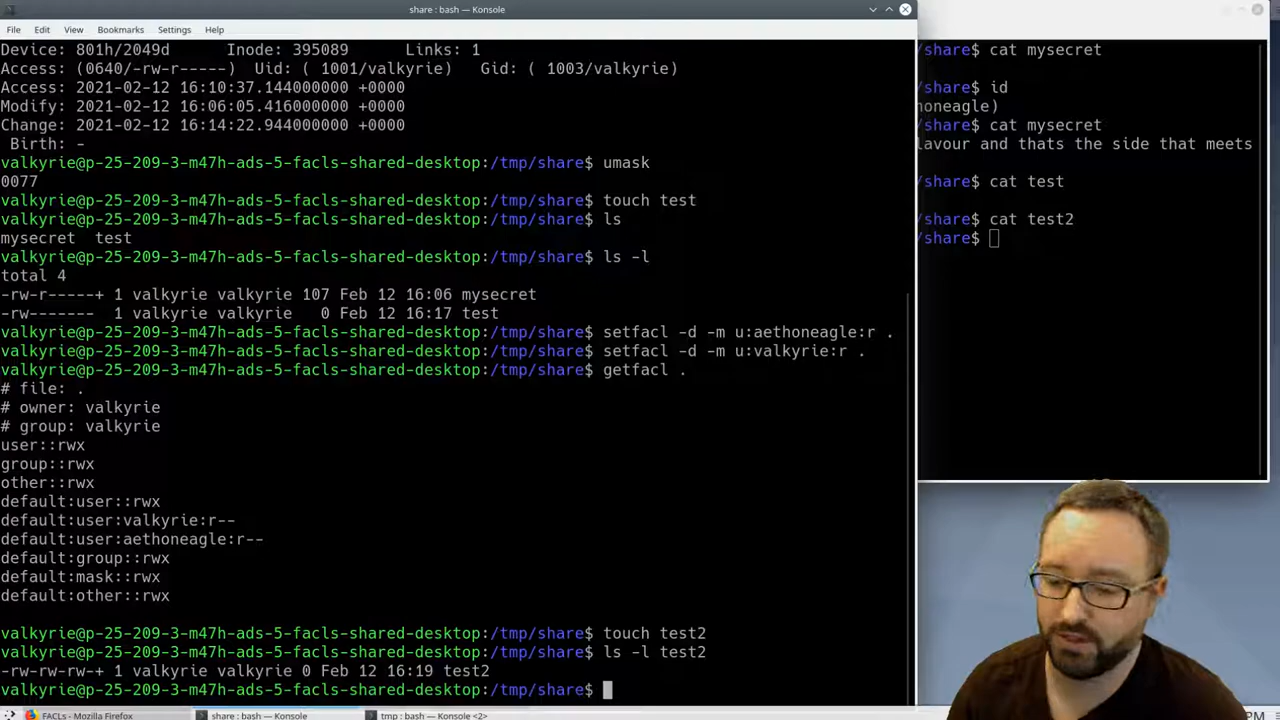 share : bash — Konsole
File Edit View Bookmarks Settings Help
Device: 801h/2049d Inode: 395089 Links: 1
Access: (0640/-rw-r-----) Uid: ( 1001/valkyrie) Gid: ( 1003/valkyrie)
Access: 2021-02-12 16:10:37.144000000 +0000
Modify: 2021-02-12 16:06:05.416000000 +0000
Change: 2021-02-12 16:14:22.944000000 +0000
Birth: -
valkyrie@p-25-209-3-m47h-ads-5-facls-shared-desktop:/tmp/share$ umask
0077
valkyrie@p-25-209-3-m47h-ads-5-facls-shared-desktop:/tmp/share$ touch test
valkyrie@p-25-209-3-m47h-ads-5-facls-shared-desktop:/tmp/share$ ls
mysecret test
valkyrie@p-25-209-3-m47h-ads-5-facls-shared-desktop:/tmp/share$ ls -l
total 4
-rw-r-----+ 1 valkyrie valkyrie 107 Feb 12 16:06 mysecret
-rw------- 1 valkyrie valkyrie 0 Feb 12 16:17 test
valkyrie@p-25-209-3-m47h-ads-5-facls-shared-desktop:/tmp/share$ setfacl -d -m u:aethoneagle:r .
valkyrie@p-25-209-3-m47h-ads-5-facls-shared-desktop:/tmp/share$ setfacl -d -m u:valkyrie:r .
valkyrie@p-25-209-3-m47h-ads-5-facls-shared-desktop:/tmp/share$ getfacl .
# file: .
# owner: valkyrie
# group: valkyrie
user::rwx
group::rwx
other::rwx
default:user::rwx
default:user:valkyrie:r--
default:user:aethoneagle:r--
default:group::rwx
default:mask::rwx
default:other::rwx
valkyrie@p-25-209-3-m47h-ads-5-facls-shared-desktop:/tmp/share$ touch test2
valkyrie@p-25-209-3-m47h-ads-5-facls-shared-desktop:/tmp/share$ ls -l test2
-rw-rw-rw-+ 1 valkyrie valkyrie 0 Feb 12 16:19 test2
valkyrie@p-25-209-3-m47h-ads-5-facls-shared-desktop:/tmp/share$
/share$ cat mysecret
/share$ id
honeagle)
/share$ cat mysecret
lavour and thats the side that meets
/share$ cat test
/share$ cat test2
/share$
FACLs - Mozilla Firefox
share : bash — Konsole
tmp : bash — Konsole <2>
PM